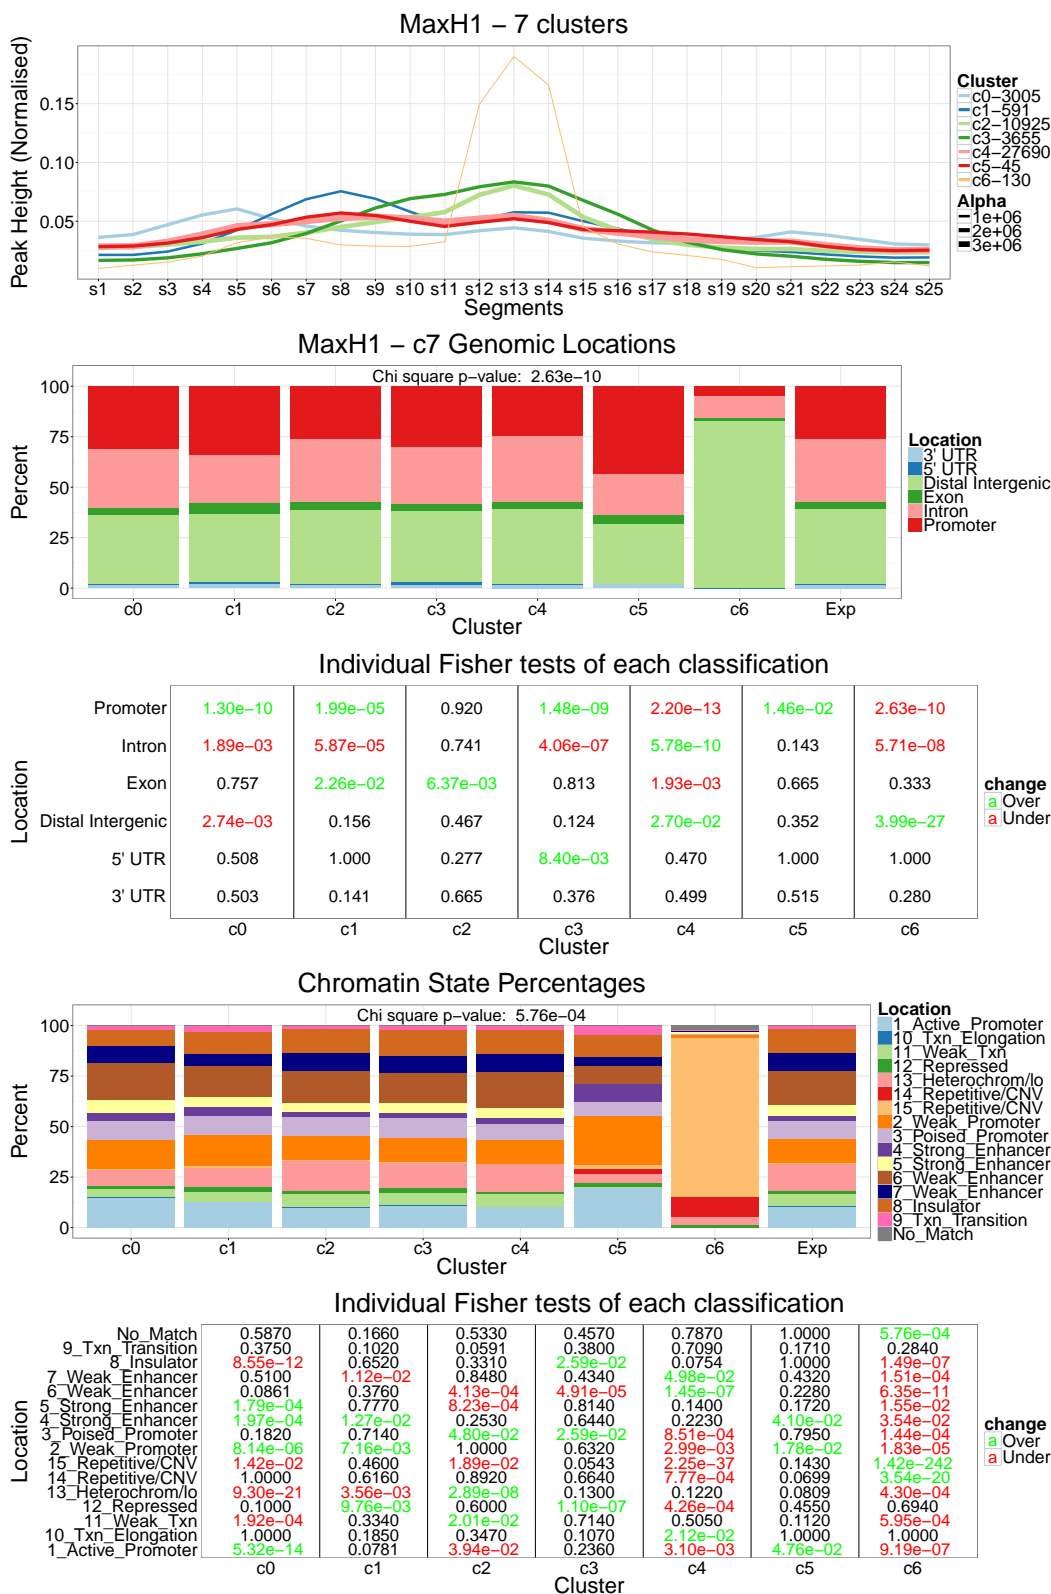 MaxH1 – 7 clusters
Peak Height (Normalised)
0.15
0.10
0.05
s1 s2 s3 s4 s5 s6 s7 s8 s9 s10 s11 s12 s13 s14 s15 s16 s17 s18 s19 s20 s21 s22 s23 s24 s25
Segments
Cluster
c0−3005
c1−591
c2−10925
c3−3655
c4−27690
c5−45
c6−130
Alpha
1e+06
2e+06
3e+06
MaxH1 – c7 Genomic Locations
Chi square p−value: 2.63e−10
Percent
100
75
50
25
0
c0 c1 c2 c3 c4 c5 c6 Exp
Cluster
Location
3' UTR
5' UTR
Distal Intergenic
Exon
Intron
Promoter
Individual Fisher tests of each classification
Location
Promoter 1.30e−10 1.99e−05 0.920 1.48e−09 2.20e−13 1.46e−02 2.63e−10
Intron 1.89e−03 5.87e−05 0.741 4.06e−07 5.78e−10 0.143 5.71e−08
Exon 0.757 2.26e−02 6.37e−03 0.813 1.93e−03 0.665 0.333
Distal Intergenic 2.74e−03 0.156 0.467 0.124 2.70e−02 0.352 3.99e−27
5' UTR 0.508 1.000 0.277 8.40e−03 0.470 1.000 1.000
3' UTR 0.503 0.141 0.665 0.376 0.499 0.515 0.280
c0 c1 c2 c3 c4 c5 c6
Cluster
change
a Over
a Under
Chromatin State Percentages
Chi square p−value: 5.76e−04
Percent
100
75
50
25
0
c0 c1 c2 c3 c4 c5 c6 Exp
Cluster
Location
1_Active_Promoter
10_Txn_Elongation
11_Weak_Txn
12_Repressed
13_Heterochrom/lo
14_Repetitive/CNV
15_Repetitive/CNV
2_Weak_Promoter
3_Poised_Promoter
4_Strong_Enhancer
5_Strong_Enhancer
6_Weak_Enhancer
7_Weak_Enhancer
8_Insulator
9_Txn_Transition
No_Match
Individual Fisher tests of each classification
Location
No_Match 0.5870 0.1660 0.5330 0.4570 0.7870 1.0000 5.76e−04
9_Txn_Transition 0.3750 0.1020 0.0591 0.3800 0.7090 0.1710 0.2840
8_Insulator 8.55e−12 0.6520 0.3310 2.59e−02 0.0754 1.0000 1.49e−07
7_Weak_Enhancer 0.5100 1.12e−02 0.8480 0.4340 4.98e−02 0.4320 1.51e−04
6_Weak_Enhancer 0.0861 0.3760 4.13e−04 4.91e−05 1.45e−07 0.2280 6.35e−11
5_Strong_Enhancer 1.79e−04 0.7770 8.23e−04 0.8140 0.1400 0.1720 1.55e−02
4_Strong_Enhancer 1.97e−04 1.27e−02 0.2530 0.6440 0.2230 4.10e−02 3.54e−02
3_Poised_Promoter 0.1820 0.7140 4.80e−02 2.59e−02 8.51e−04 0.7950 1.44e−04
2_Weak_Promoter 8.14e−06 7.16e−03 1.0000 0.6320 2.99e−03 1.78e−02 1.83e−05
15_Repetitive/CNV 1.42e−02 0.4600 1.89e−02 0.0543 2.25e−37 0.1430 1.42e−242
14_Repetitive/CNV 1.0000 0.6160 0.8920 0.6640 7.77e−04 0.0699 3.54e−20
13_Heterochrom/lo 9.30e−21 3.56e−03 2.89e−08 0.1300 0.1220 0.0809 4.30e−04
12_Repressed 0.1000 9.76e−03 0.6000 1.10e−07 4.26e−04 0.4550 0.6940
11_Weak_Txn 1.92e−04 0.3340 2.01e−02 0.7140 0.5050 0.1120 5.95e−04
10_Txn_Elongation 1.0000 0.1850 0.3470 0.1070 2.12e−02 1.0000 1.0000
1_Active_Promoter 5.32e−14 0.0781 3.94e−02 0.2360 3.10e−03 4.76e−02 9.19e−07
c0 c1 c2 c3 c4 c5 c6
Cluster
change
a Over
a Under